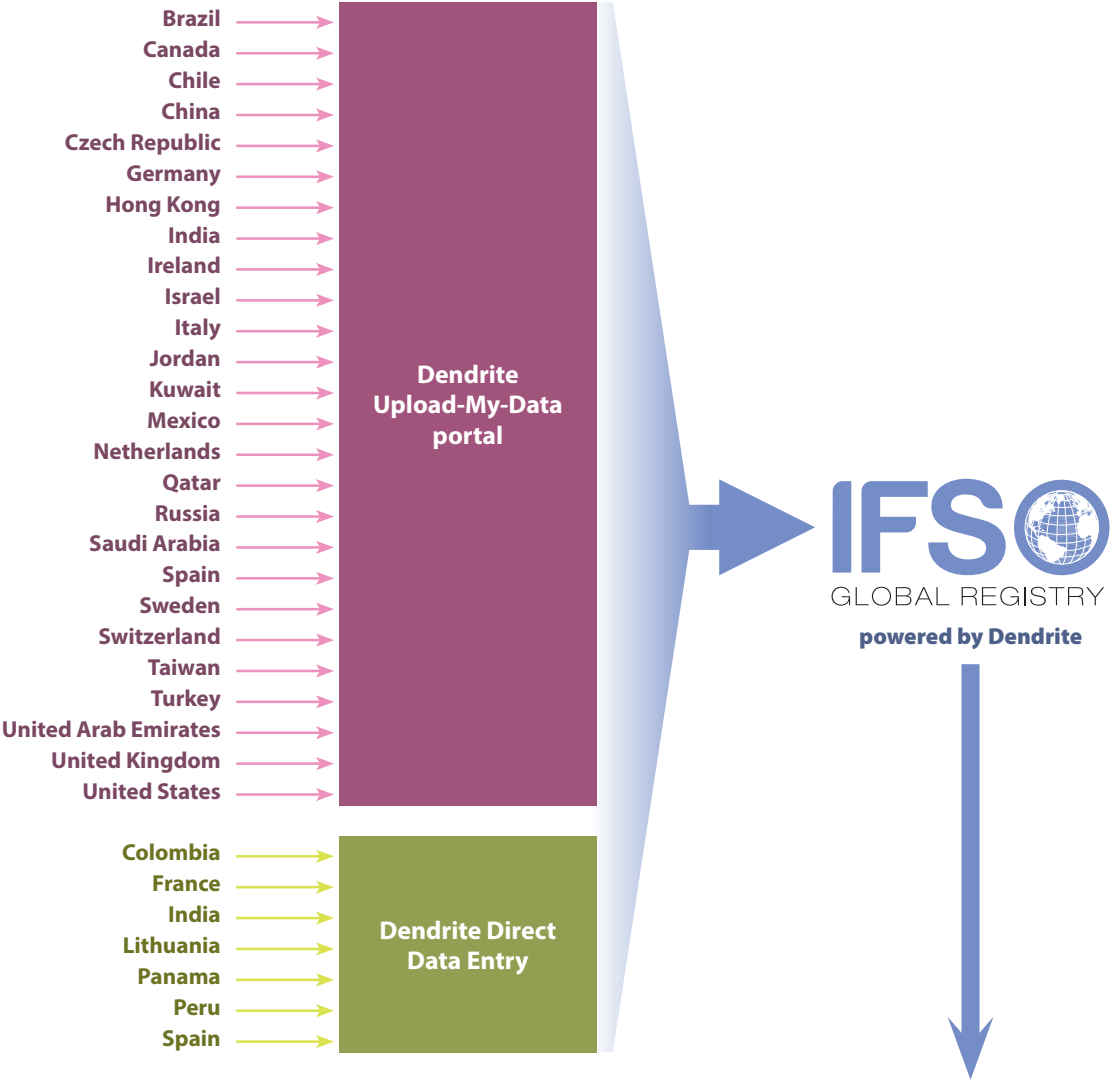 Brazil
Canada
Chile
China
Czech Republic
Germany
Hong Kong
India
Ireland
Israel
Italy
Jordan
Kuwait
Mexico
Netherlands
Qatar
Russia
Saudi Arabia
Spain
Sweden
Switzerland
Taiwan
Turkey
United Arab Emirates
United Kingdom
United States
Dendrite
Upload-My-Data
portal
Colombia
France
India
Lithuania
Panama
Peru
Spain
Dendrite Direct
Data Entry
IFSO
GLOBAL REGISTRY
powered by Dendrite